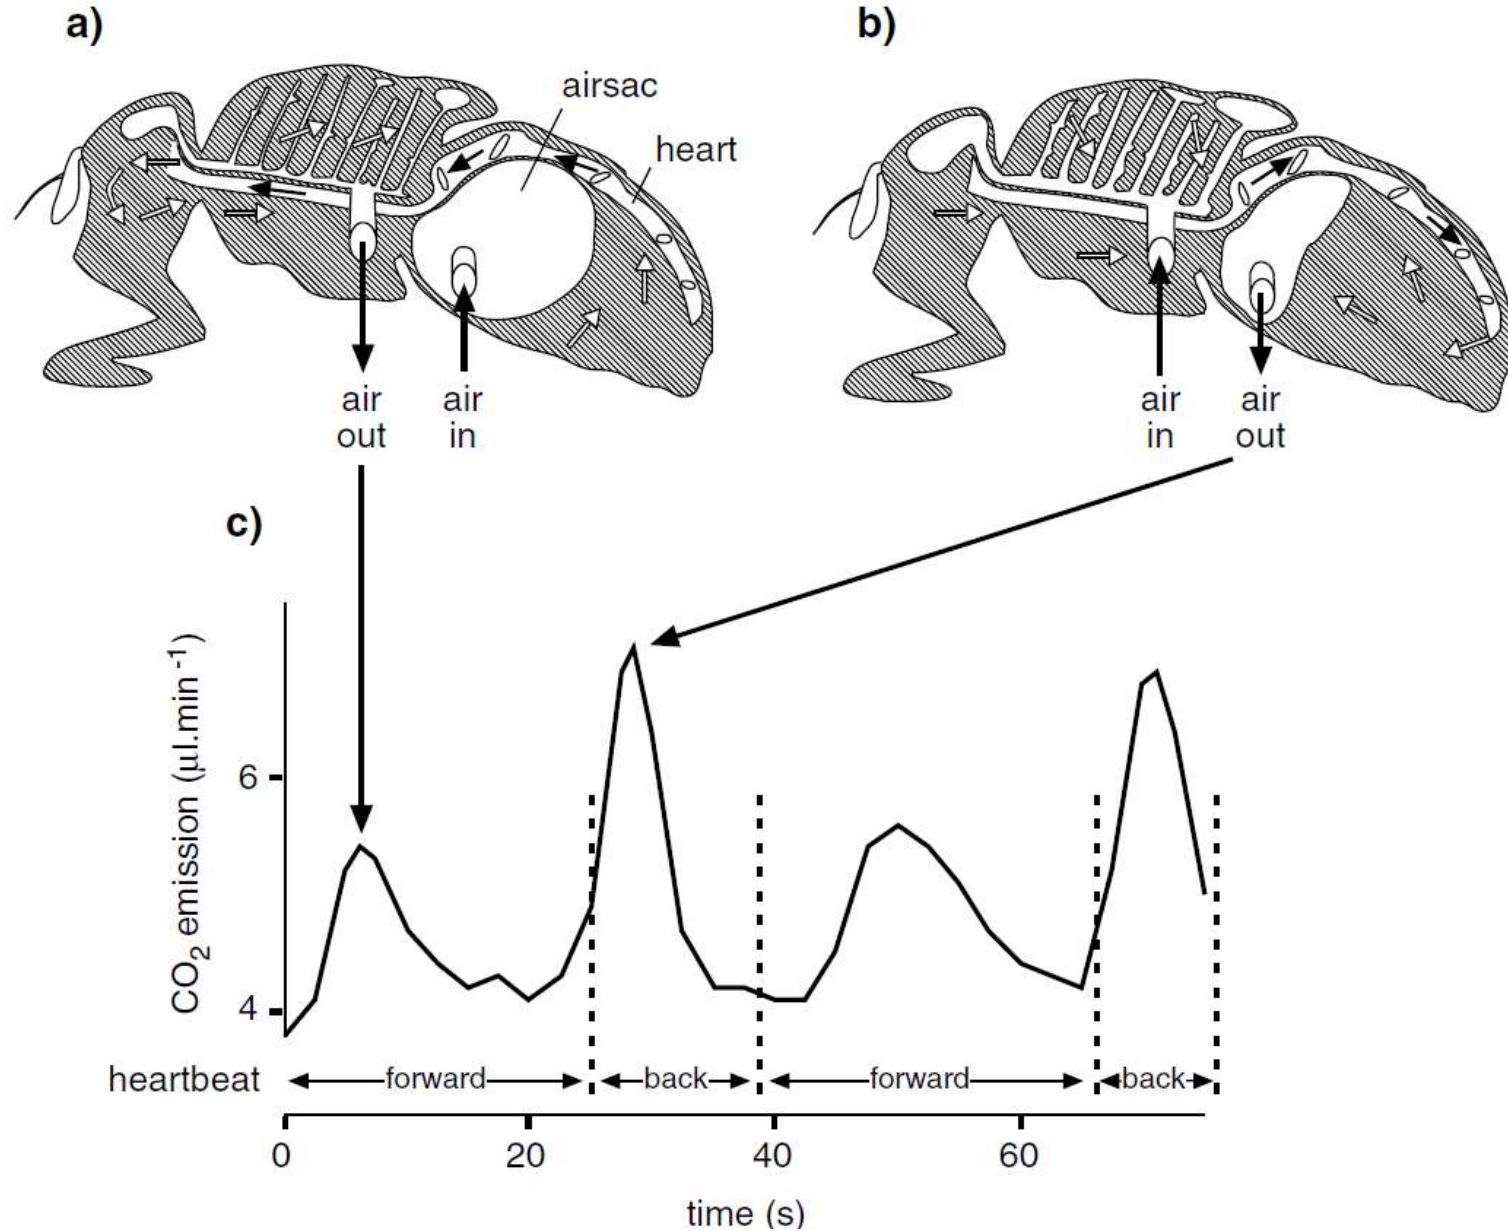 a)
b)
airsac
heart
air
out
air
in
air
in
air
out
c)
CO₂ emission (µl.min⁻¹)
6
4
heartbeat
forward
back
forward
back
0
20
40
60
time (s)